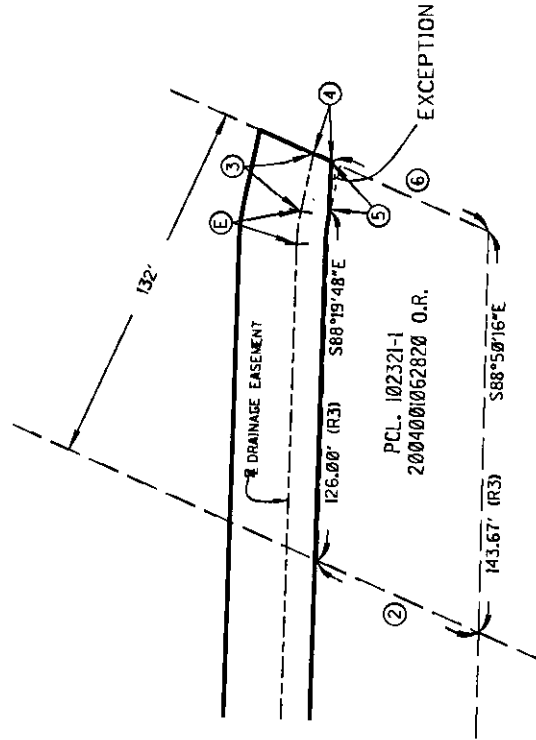 132'
E
3
4
EXCEPTION
℄ DRAINAGE EASEMENT
126.00' (R3)
S88°19'48"E
5
6
2
PCL. 102321-1
2004001062820 O.R.
143.67' (R3)
S88°50'16"E